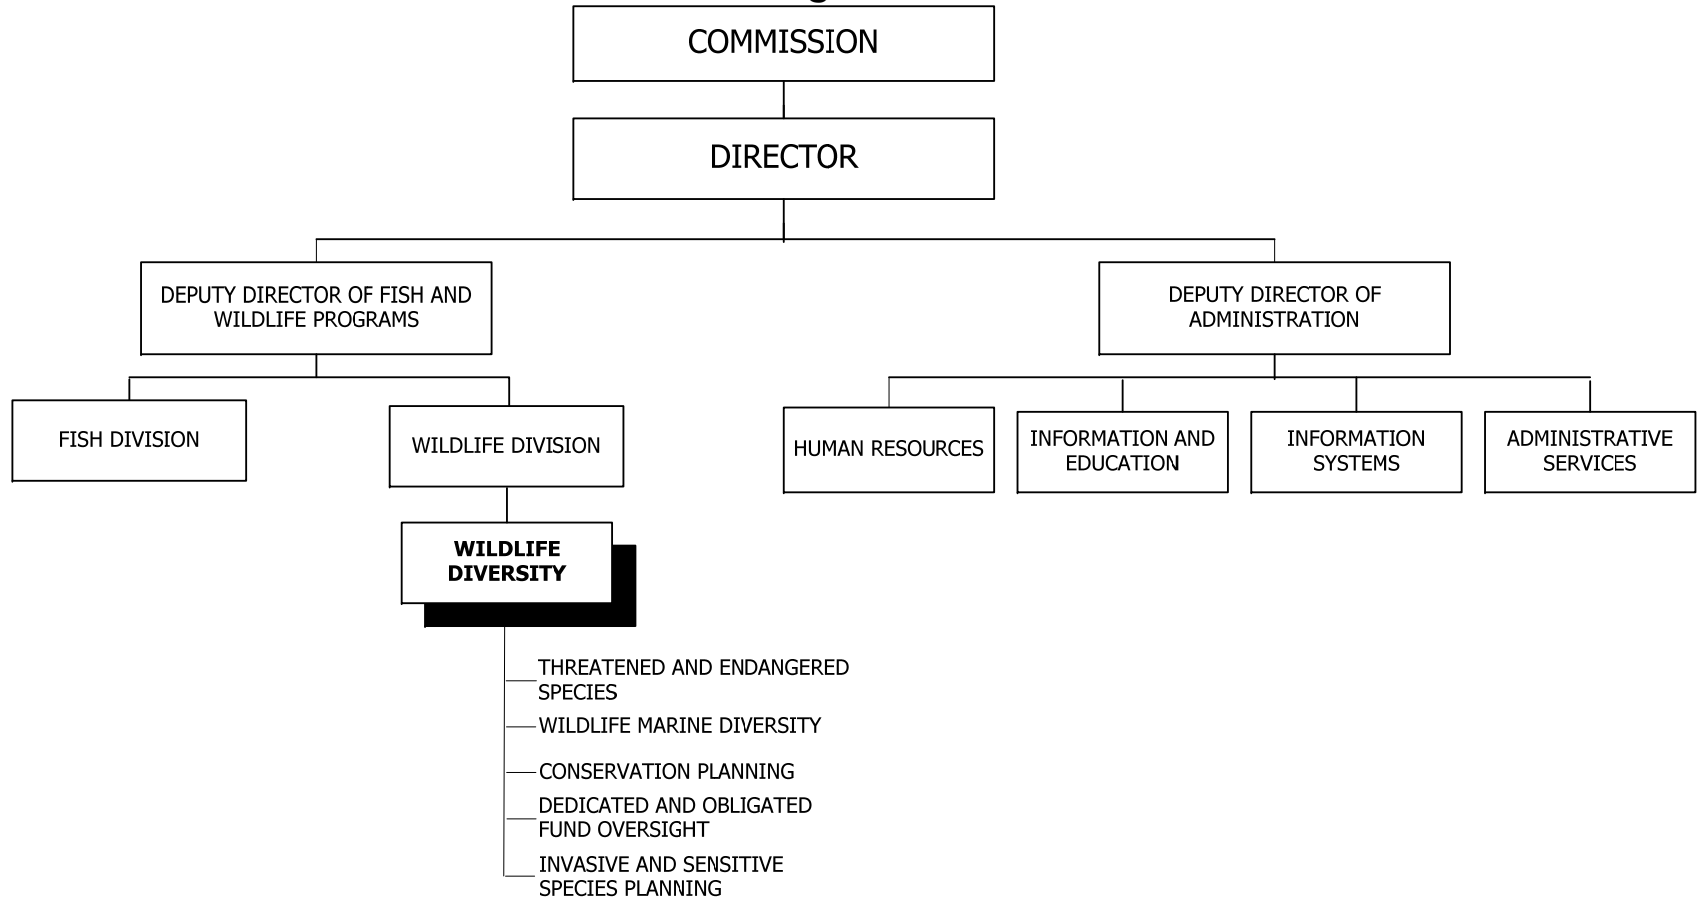 COMMISSION
DIRECTOR
DEPUTY DIRECTOR OF FISH AND
WILDLIFE PROGRAMS
DEPUTY DIRECTOR OF
ADMINISTRATION
FISH DIVISION
WILDLIFE DIVISION
HUMAN RESOURCES
INFORMATION AND
EDUCATION
INFORMATION
SYSTEMS
ADMINISTRATIVE
SERVICES
WILDLIFE
DIVERSITY
THREATENED AND ENDANGERED
SPECIES
WILDLIFE MARINE DIVERSITY
CONSERVATION PLANNING
DEDICATED AND OBLIGATED
FUND OVERSIGHT
INVASIVE AND SENSITIVE
SPECIES PLANNING